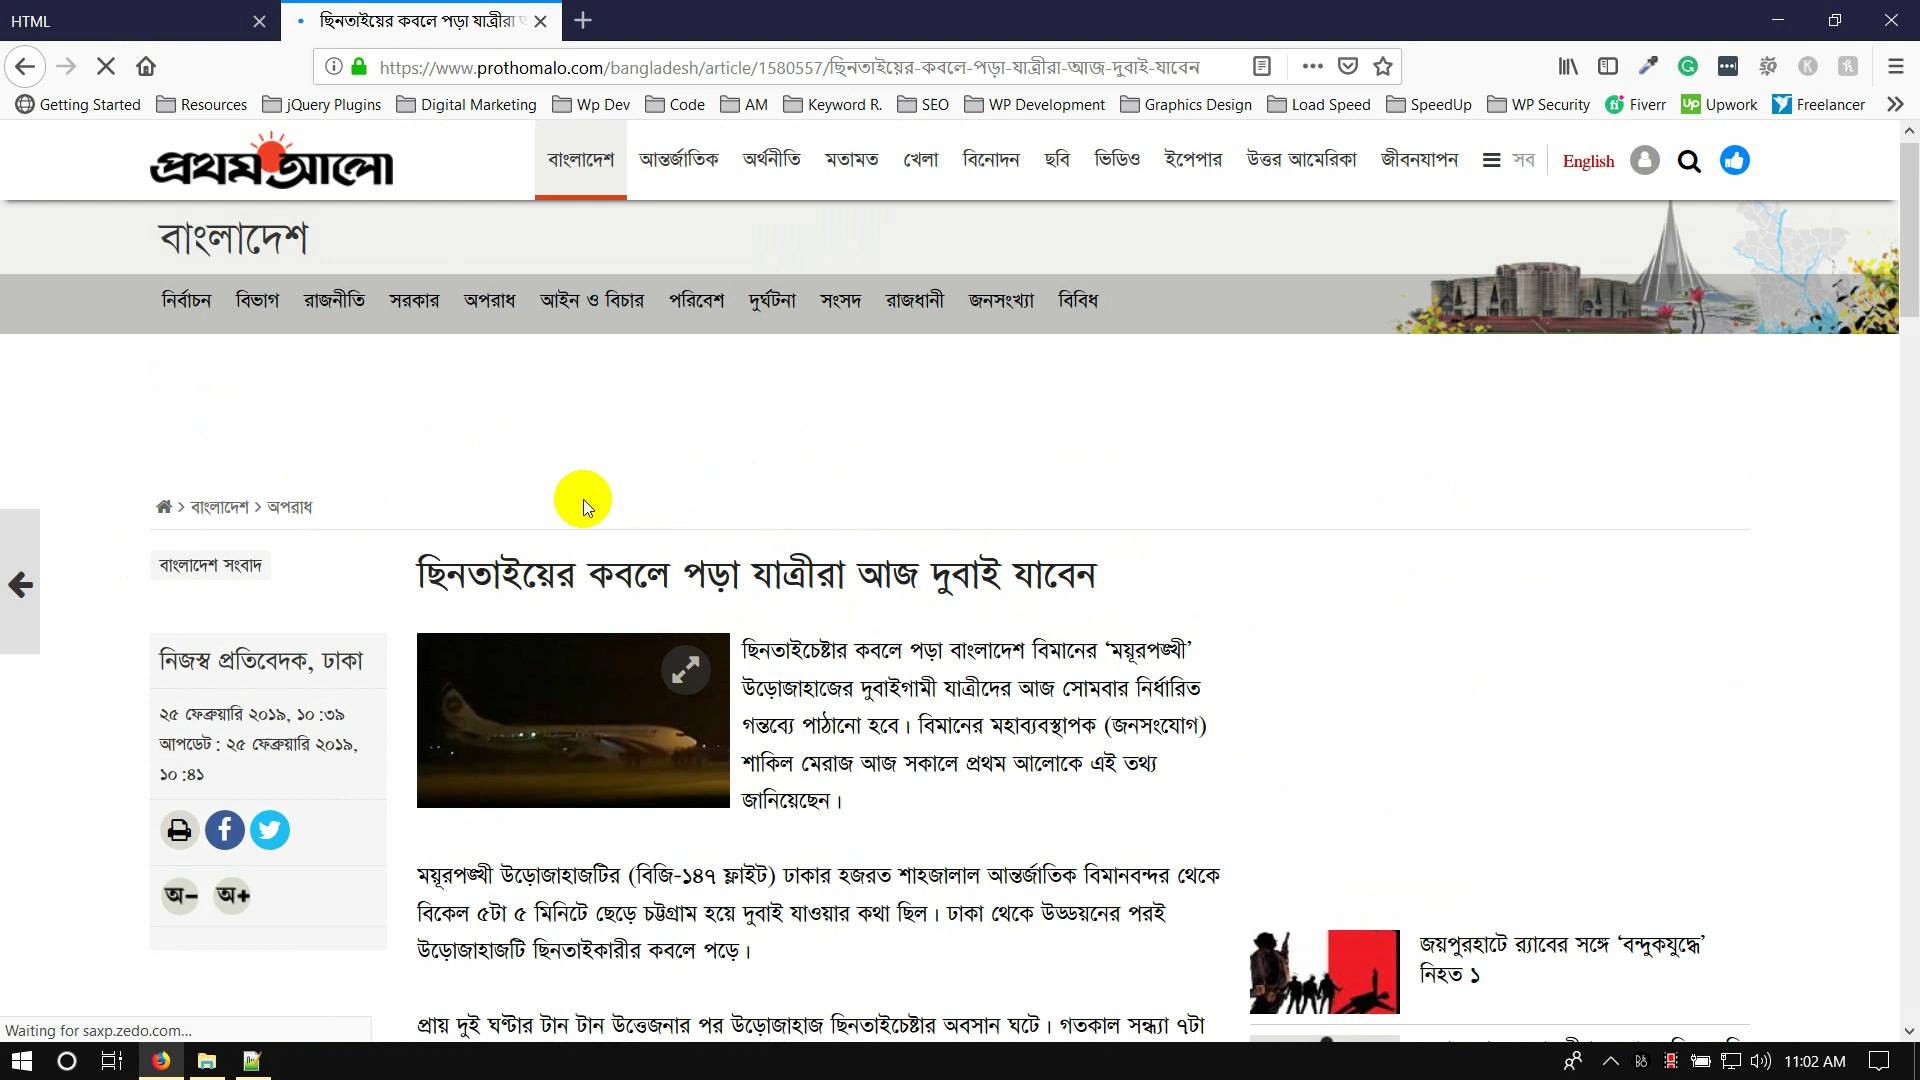 HTML
ছিনতাইয়ের কবলে পড়া যাত্রীরা
https://www.prothomalo.com/bangladesh/article/1580557/ছিনতাইয়ের-কবলে-পড়া-যাত্রীরা-আজ-দুবাই-যাবেন
Getting Started Resources jQuery Plugins Digital Marketing Wp Dev Code AM Keyword R. SEO WP Development Graphics Design Load Speed SpeedUp WP Security Fiverr Upwork Freelancer
প্রথম আলো
বাংলাদেশ আন্তর্জাতিক অর্থনীতি মতামত খেলা বিনোদন ছবি ভিডিও ইপেপার উত্তর আমেরিকা জীবনযাপন সব English
বাংলাদেশ
নির্বাচন বিভাগ রাজনীতি সরকার অপরাধ আইন ও বিচার পরিবেশ দুর্ঘটনা সংসদ রাজধানী জনসংখ্যা বিবিধ
> বাংলাদেশ > অপরাধ
বাংলাদেশ সংবাদ
ছিনতাইয়ের কবলে পড়া যাত্রীরা আজ দুবাই যাবেন
নিজস্ব প্রতিবেদক, ঢাকা
২৫ ফেব্রুয়ারি ২০১৯, ১০:৩৯
আপডেট : ২৫ ফেব্রুয়ারি ২০১৯,
১০:৪১
অ- অ+
ছিনতাইচেষ্টার কবলে পড়া বাংলাদেশ বিমানের ‘ময়ূরপঙ্খী’
উড়োজাহাজের দুবাইগামী যাত্রীদের আজ সোমবার নির্ধারিত
গন্তব্যে পাঠানো হবে। বিমানের মহাব্যবস্থাপক (জনসংযোগ)
শাকিল মেরাজ আজ সকালে প্রথম আলোকে এই তথ্য
জানিয়েছেন।
ময়ূরপঙ্খী উড়োজাহাজটির (বিজি-১৪৭ ফ্লাইট) ঢাকার হজরত শাহজালাল আন্তর্জাতিক বিমানবন্দর থেকে
বিকেল ৫টা ৫ মিনিটে ছেড়ে চট্টগ্রাম হয়ে দুবাই যাওয়ার কথা ছিল। ঢাকা থেকে উড্ডয়নের পরই
উড়োজাহাজটি ছিনতাইকারীর কবলে পড়ে।
প্রায় দুই ঘণ্টার টান টান উত্তেজনার পর উড়োজাহাজ ছিনতাইচেষ্টার অবসান ঘটে। গতকাল সন্ধ্যা ৭টা
জয়পুরহাটে র‍্যাবের সঙ্গে ‘বন্দুকযুদ্ধে’
নিহত ১
Waiting for saxp.zedo.com...
11:02 AM